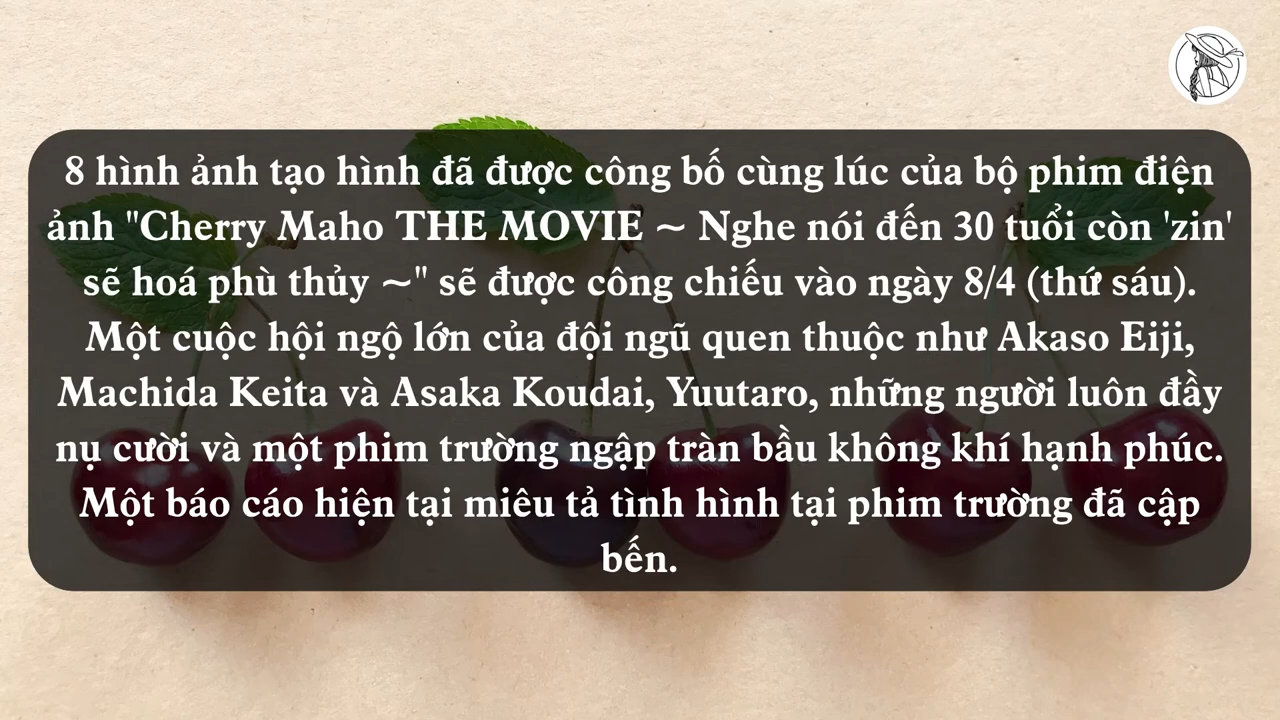 8 hình ảnh tạo hình đã được công bố cùng lúc của bộ phim điện
ảnh "Cherry Maho THE MOVIE ~ Nghe nói đến 30 tuổi còn 'zin'
sẽ hoá phù thủy ~" sẽ được công chiếu vào ngày 8/4 (thứ sáu).
Một cuộc hội ngộ lớn của đội ngũ quen thuộc như Akaso Eiji,
Machida Keita và Asaka Koudai, Yuutaro, những người luôn đầy
nụ cười và một phim trường ngập tràn bầu không khí hạnh phúc.
Một báo cáo hiện tại miêu tả tình hình tại phim trường đã cập
bến.